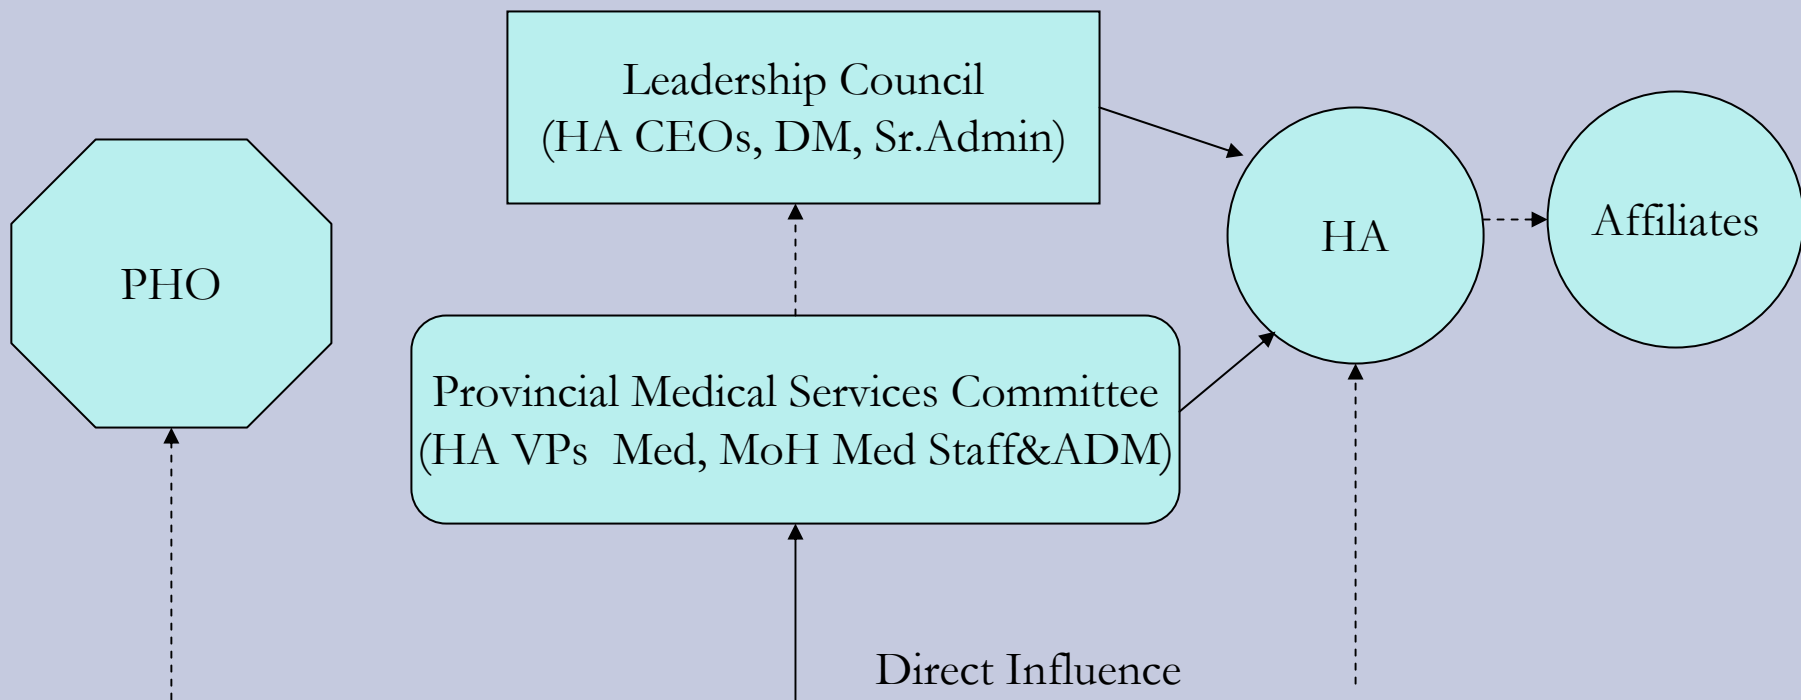 Leadership Council
(HA CEOs, DM, Sr.Admin)
PHO
HA
Affiliates
Provincial Medical Services Committee
(HA VPs  Med, MoH Med Staff&ADM)
Direct Influence